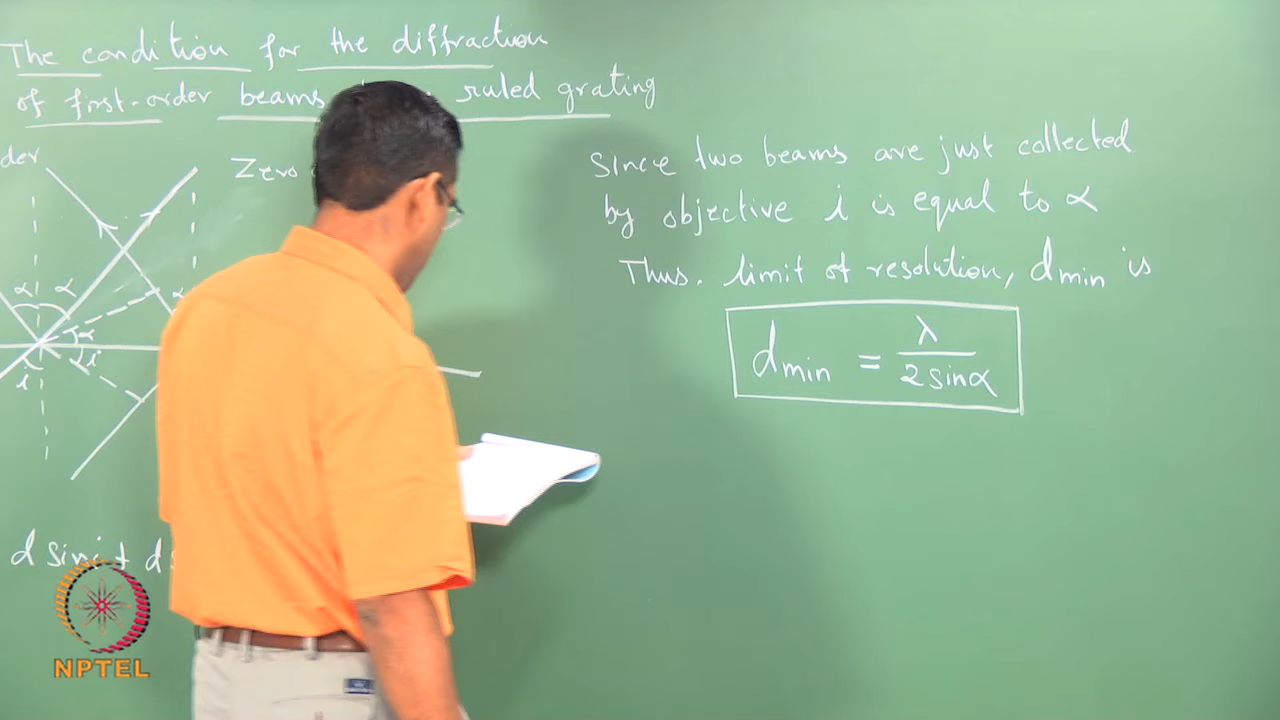 The condition for the diffraction
of first-order beams ruled grating
der
Zero
α α
α
α
i
i
d sini + d
Since two beams are just collected
by objective i is equal to α
Thus. limit of resolution, dmin is
dmin = λ / 2 sinα
NPTEL